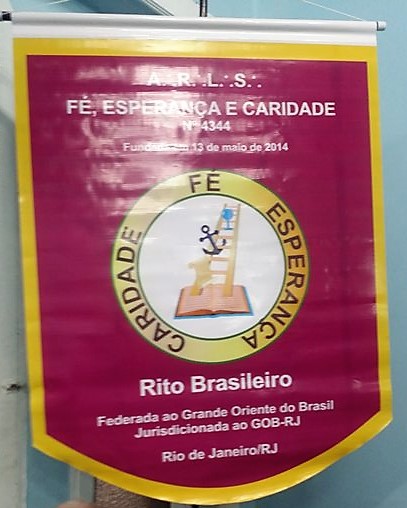 A∴R∴L∴S∴
FÉ, ESPERANÇA E CARIDADE
Nº 4344
Fundada em 13 de maio de 2014
FÉ
ESPERANÇA
CARIDADE
Rito Brasileiro
Federada ao Grande Oriente do Brasil
Jurisdicionada ao GOB-RJ
Rio de Janeiro/RJ